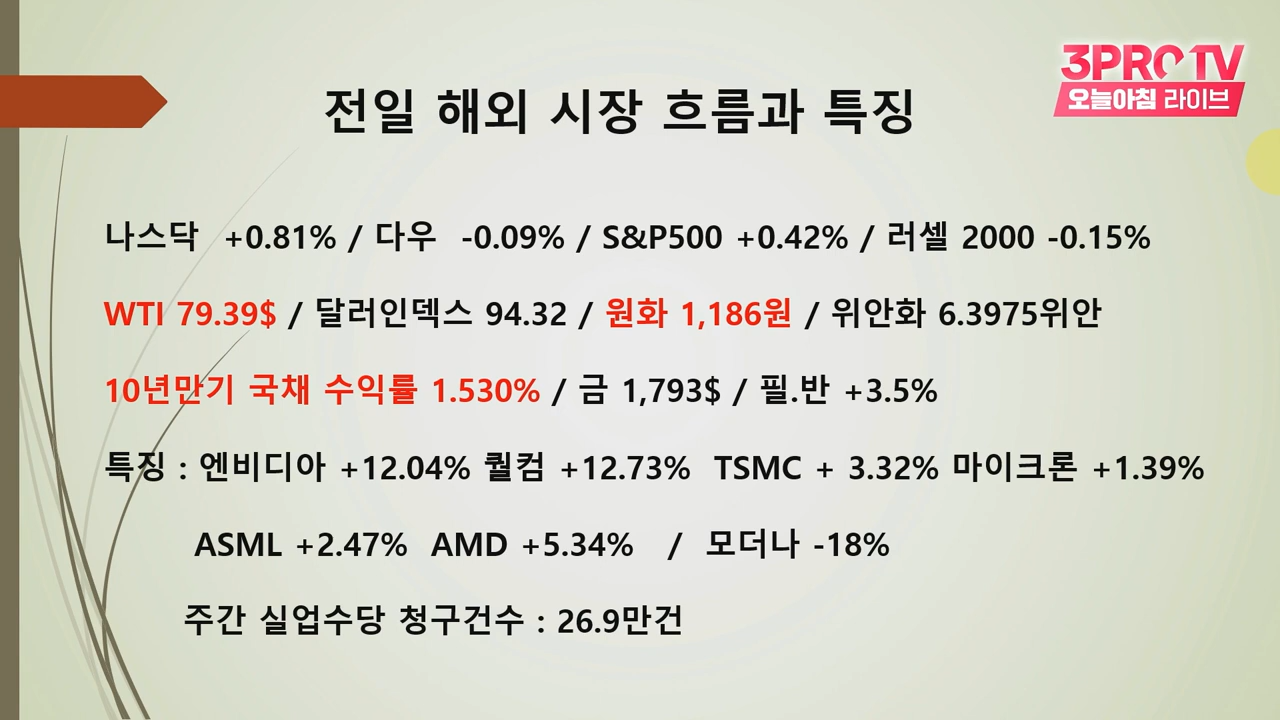 3PRO TV
오늘아침 라이브
전일 해외 시장 흐름과 특징
나스닥 +0.81% / 다우 -0.09% / S&P500 +0.42% / 러셀 2000 -0.15%
WTI 79.39$ / 달러인덱스 94.32 / 원화 1,186원 / 위안화 6.3975위안
10년만기 국채 수익률 1.530% / 금 1,793$ / 필.반 +3.5%
특징 : 엔비디아 +12.04% 퀄컴 +12.73% TSMC + 3.32% 마이크론 +1.39%
ASML +2.47% AMD +5.34% / 모더나 -18%
주간 실업수당 청구건수 : 26.9만건